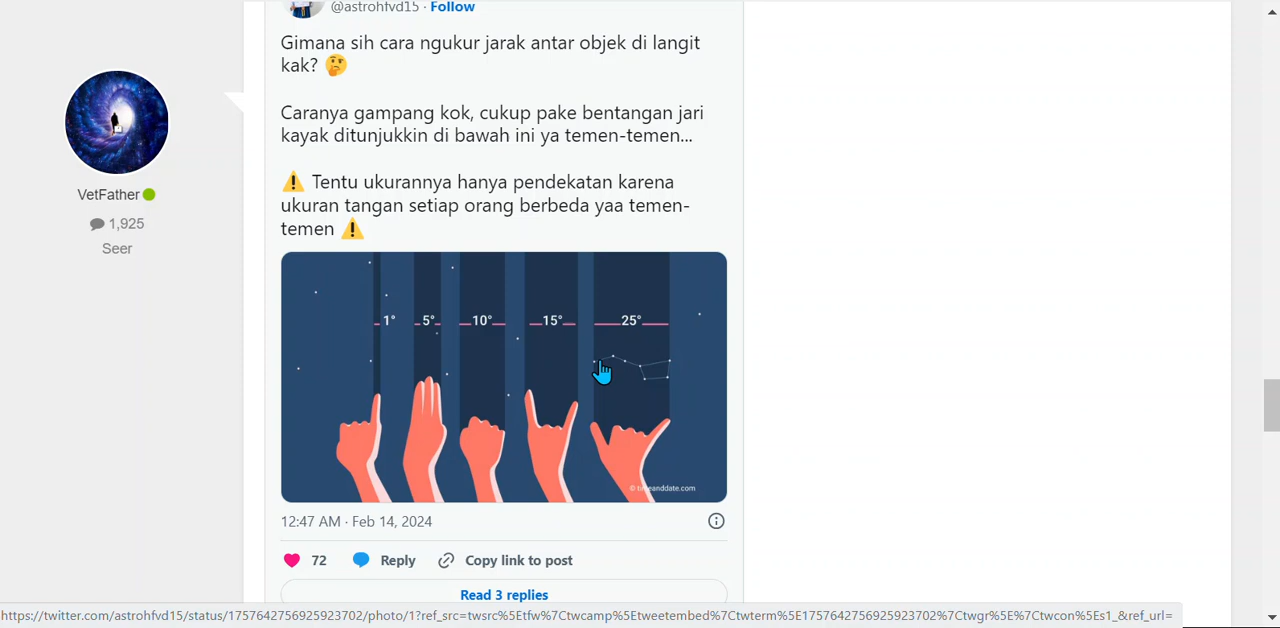 @astrohfvd15 · Follow
Gimana sih cara ngukur jarak antar objek di langit
kak? 🤔
Caranya gampang kok, cukup pake bentangan jari
kayak ditunjukkin di bawah ini ya temen-temen...
⚠️ Tentu ukurannya hanya pendekatan karena
ukuran tangan setiap orang berbeda yaa temen-
temen ⚠️
VetFather
1,925
Seer
1° 5° 10° 15° 25°
© timeanddate.com
12:47 AM · Feb 14, 2024
72 Reply Copy link to post
Read 3 replies
https://twitter.com/astrohfvd15/status/1757642756925923702/photo/1?ref_src=twsrc%5Etfw%7Ctwcamp%5Etweetembed%7Ctwterm%5E1757642756925923702%7Ctwgr%5E%7Ctwcon%5Es1_&ref_url=